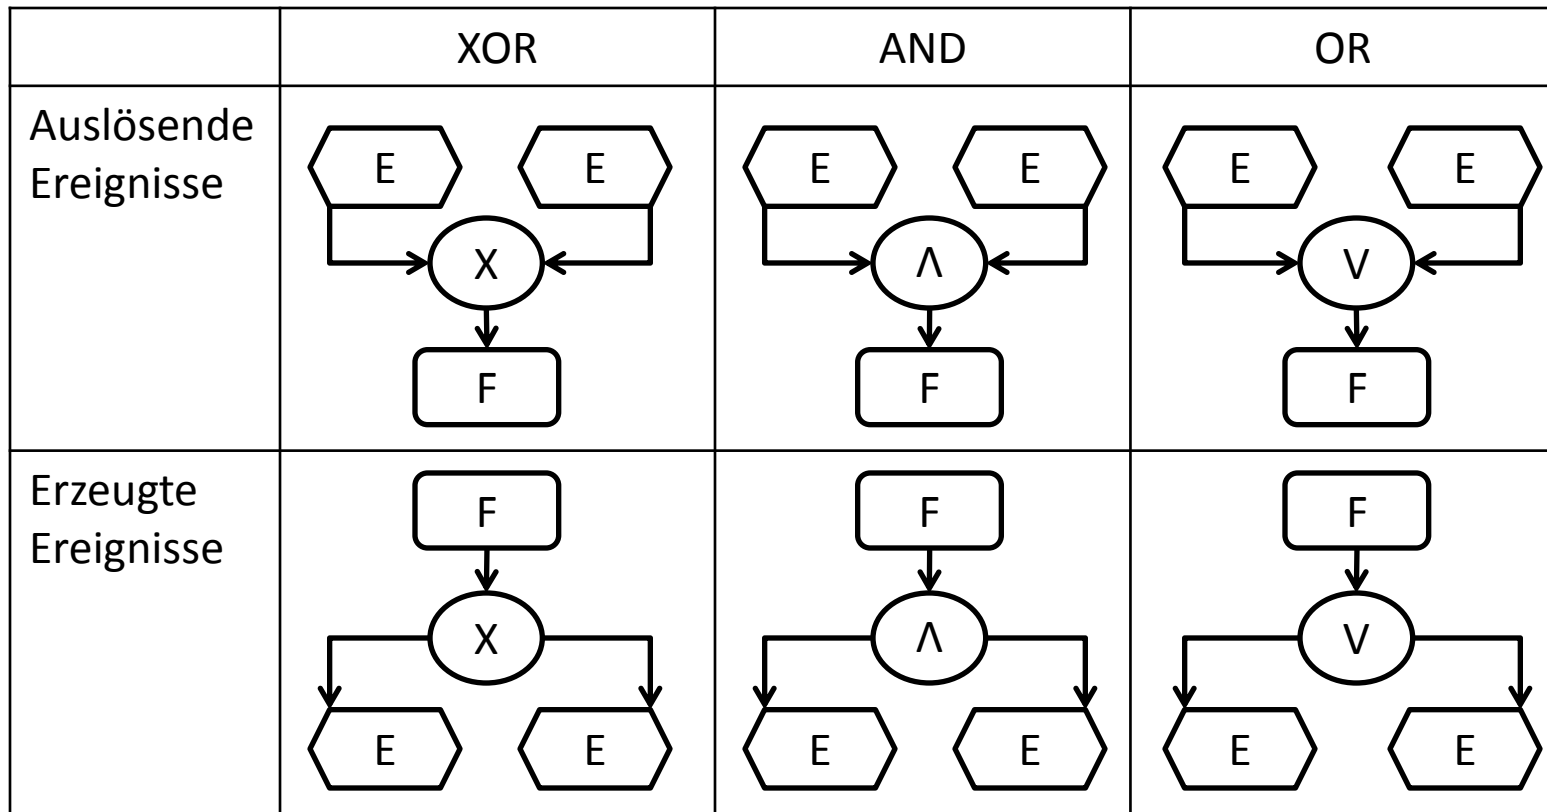 XOR AND OR
Auslösende
Ereignisse
E E E E E E
X Λ V
F F F
Erzeugte
Ereignisse
F F F
X Λ V
E E E E E E